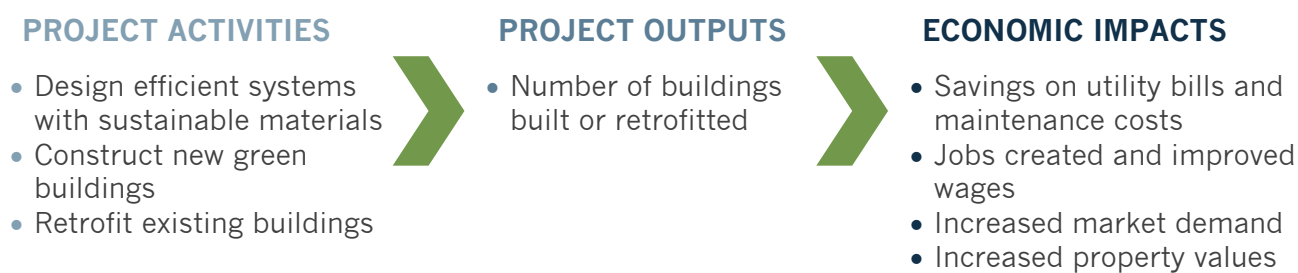 PROJECT ACTIVITIES
• Design efficient systems
with sustainable materials
• Construct new green
buildings
• Retrofit existing buildings
PROJECT OUTPUTS
• Number of buildings
built or retrofitted
ECONOMIC IMPACTS
• Savings on utility bills and
maintenance costs
• Jobs created and improved
wages
• Increased market demand
• Increased property values